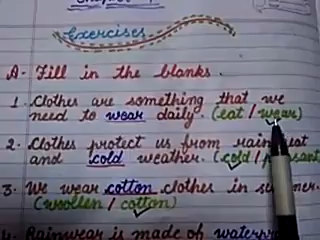 Exercises
A. Fill in the blanks.
1. Clothes are something that we
need to wear daily. (eat / wear)
2. Clothes protect us from rain
and cold weather. (cold /
3. We wear cotton clothes in
(woollen / cotton)
4. Rainwear is made of